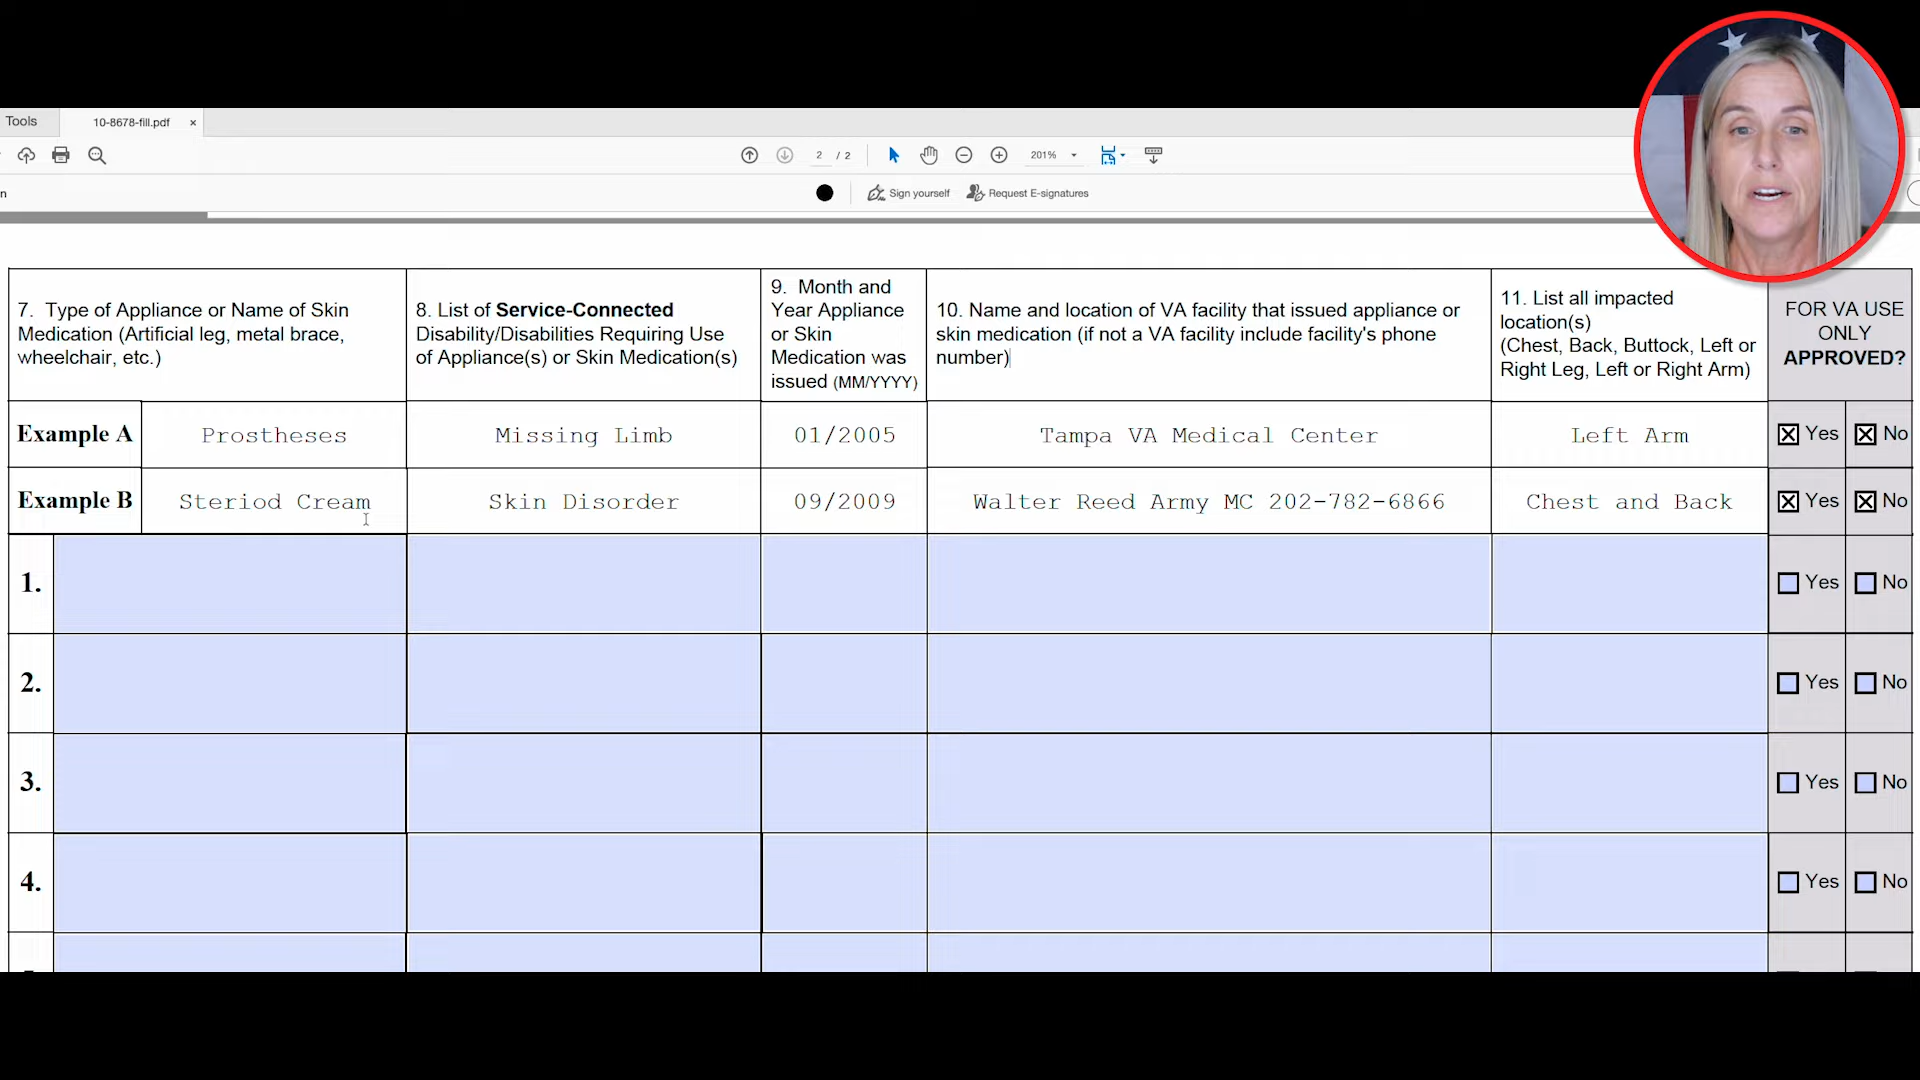 Tools
10-8678-fill.pdf ×
2 / 2
201%
n
Sign yourself
Request E-signatures
7. Type of Appliance or Name of Skin
Medication (Artificial leg, metal brace,
wheelchair, etc.)
8. List of Service-Connected
Disability/Disabilities Requiring Use
of Appliance(s) or Skin Medication(s)
9. Month and
Year Appliance
or Skin
Medication was
issued (MM/YYYY)
10. Name and location of VA facility that issued appliance or
skin medication (if not a VA facility include facility's phone
number)
11. List all impacted
location(s)
(Chest, Back, Buttock, Left or
Right Leg, Left or Right Arm)
FOR VA USE
ONLY
APPROVED?
Example A Prostheses Missing Limb 01/2005 Tampa VA Medical Center Left Arm Yes No
Example B Steriod Cream Skin Disorder 09/2009 Walter Reed Army MC 202-782-6866 Chest and Back Yes No
1. Yes No
2. Yes No
3. Yes No
4. Yes No